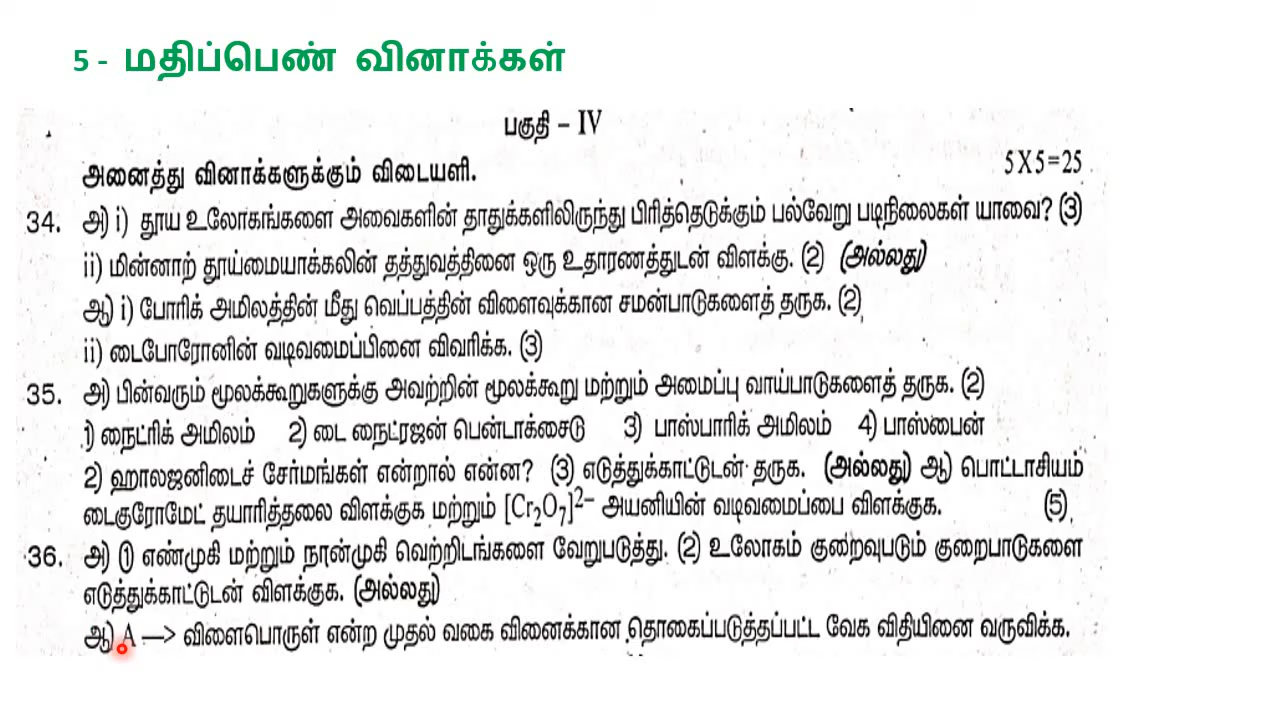 5 - மதிப்பெண் வினாக்கள்
பகுதி – IV
அனைத்து வினாக்களுக்கும் விடையளி. 5X5=25
34. அ) i) தூய உலோகங்களை அவைகளின் தாதுக்களிலிருந்து பிரித்தெடுக்கும் பல்வேறு படிநிலைகள் யாவை? (3)
ii) மின்னாற் தூய்மையாக்கலின் தத்துவத்தினை ஒரு உதாரணத்துடன் விளக்கு. (2) (அல்லது)
ஆ) i) போரிக் அமிலத்தின் மீது வெப்பத்தின் விளைவுக்கான சமன்பாடுகளைத் தருக. (2)
ii) டைபோரோனின் வடிவமைப்பினை விவரிக்க. (3)
35. அ) பின்வரும் மூலக்கூறுகளுக்கு அவற்றின் மூலக்கூறு மற்றும் அமைப்பு வாய்பாடுகளைத் தருக. (2)
1) நைட்ரிக் அமிலம் 2) டை நைட்ரஜன் பென்டாக்சைடு 3) பாஸ்பாரிக் அமிலம் 4) பாஸ்பைன்
2) ஹாலஜனிடைச் சேர்மங்கள் என்றால் என்ன? (3) எடுத்துக்காட்டுடன் தருக. (அல்லது) ஆ) பொட்டாசியம்
டைகுரோமேட் தயாரித்தலை விளக்குக மற்றும் [Cr₂O₇]²⁻ அயனியின் வடிவமைப்பை விளக்குக. (5)
36. அ) (1) எண்முகி மற்றும் நான்முகி வெற்றிடங்களை வேறுபடுத்து. (2) உலோகம் குறைவுபடும் குறைபாடுகளை
எடுத்துக்காட்டுடன் விளக்குக. (அல்லது)
ஆ) A —> விளைபொருள் என்ற முதல் வகை வினைக்கான தொகைப்படுத்தப்பட்ட வேக விதியினை வருவிக்க.